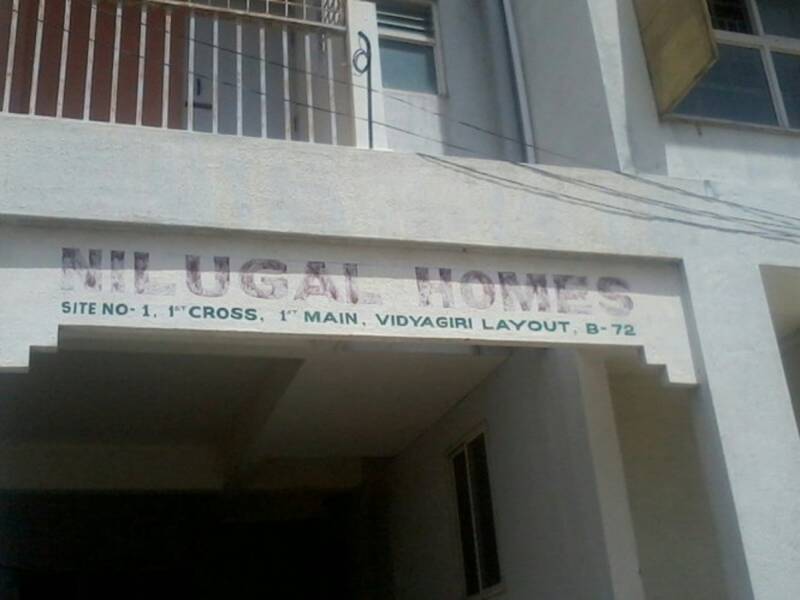 NILUGAL HOMES
SITE NO- 1, 1ST CROSS, 1ST MAIN, VIDYAGIRI LAYOUT, B-72